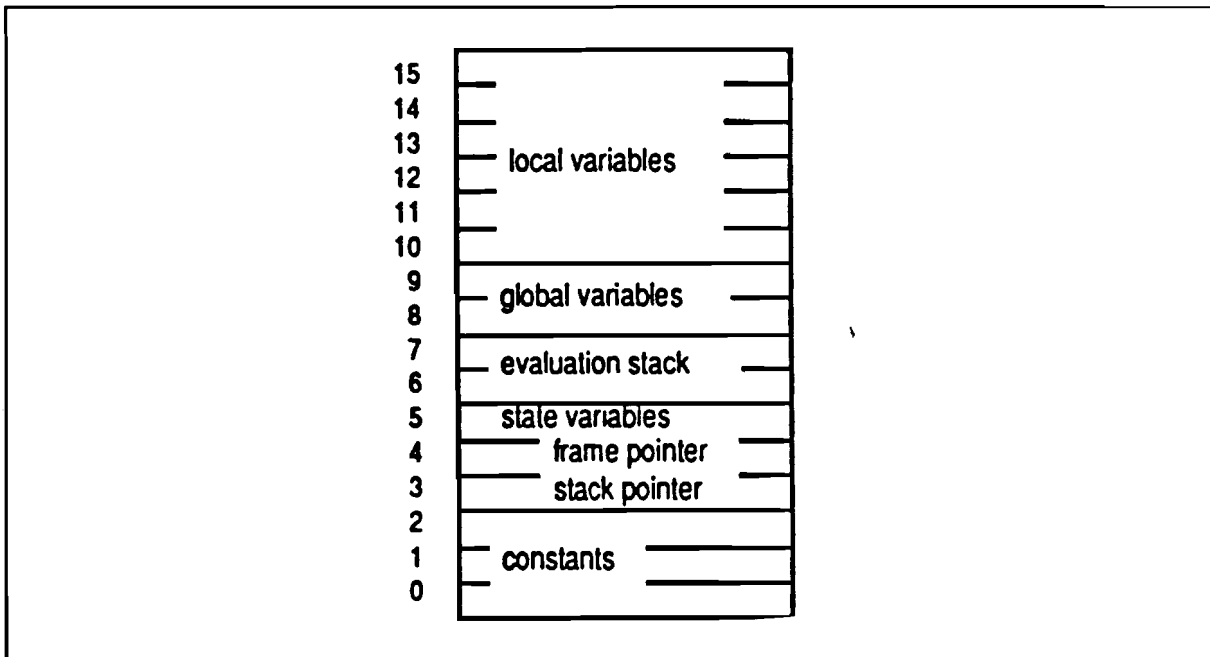 15
14
13
local variables
12
11
10
9
global variables
8
7
evaluation stack
6
5 state variables
4 frame pointer
3 stack pointer
2
1 constants
0